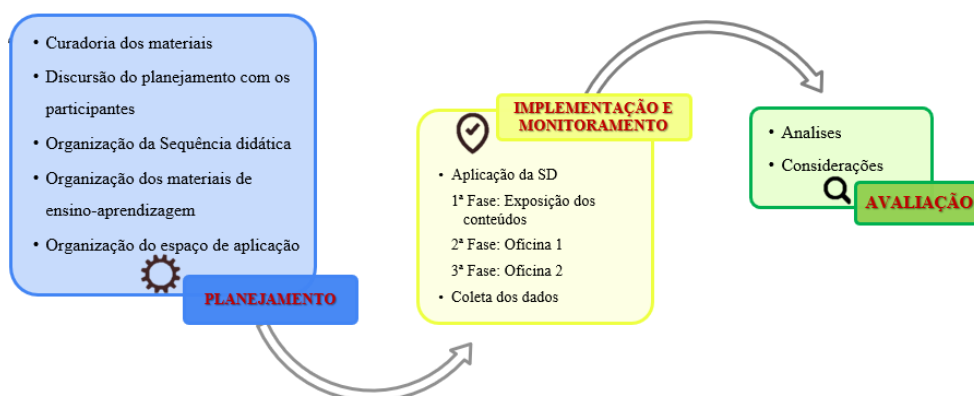 • Curadoria dos materiais
• Discursão do planejamento com os
participantes
• Organização da Sequência didática
• Organização dos materiais de
ensino-aprendizagem
• Organização do espaço de aplicação
PLANEJAMENTO
IMPLEMENTAÇÃO E
MONITORAMENTO
• Aplicação da SD
1ª Fase: Exposição dos
conteúdos
2ª Fase: Oficina 1
3ª Fase: Oficina 2
• Coleta dos dados
• Analises
• Considerações
AVALIAÇÃO